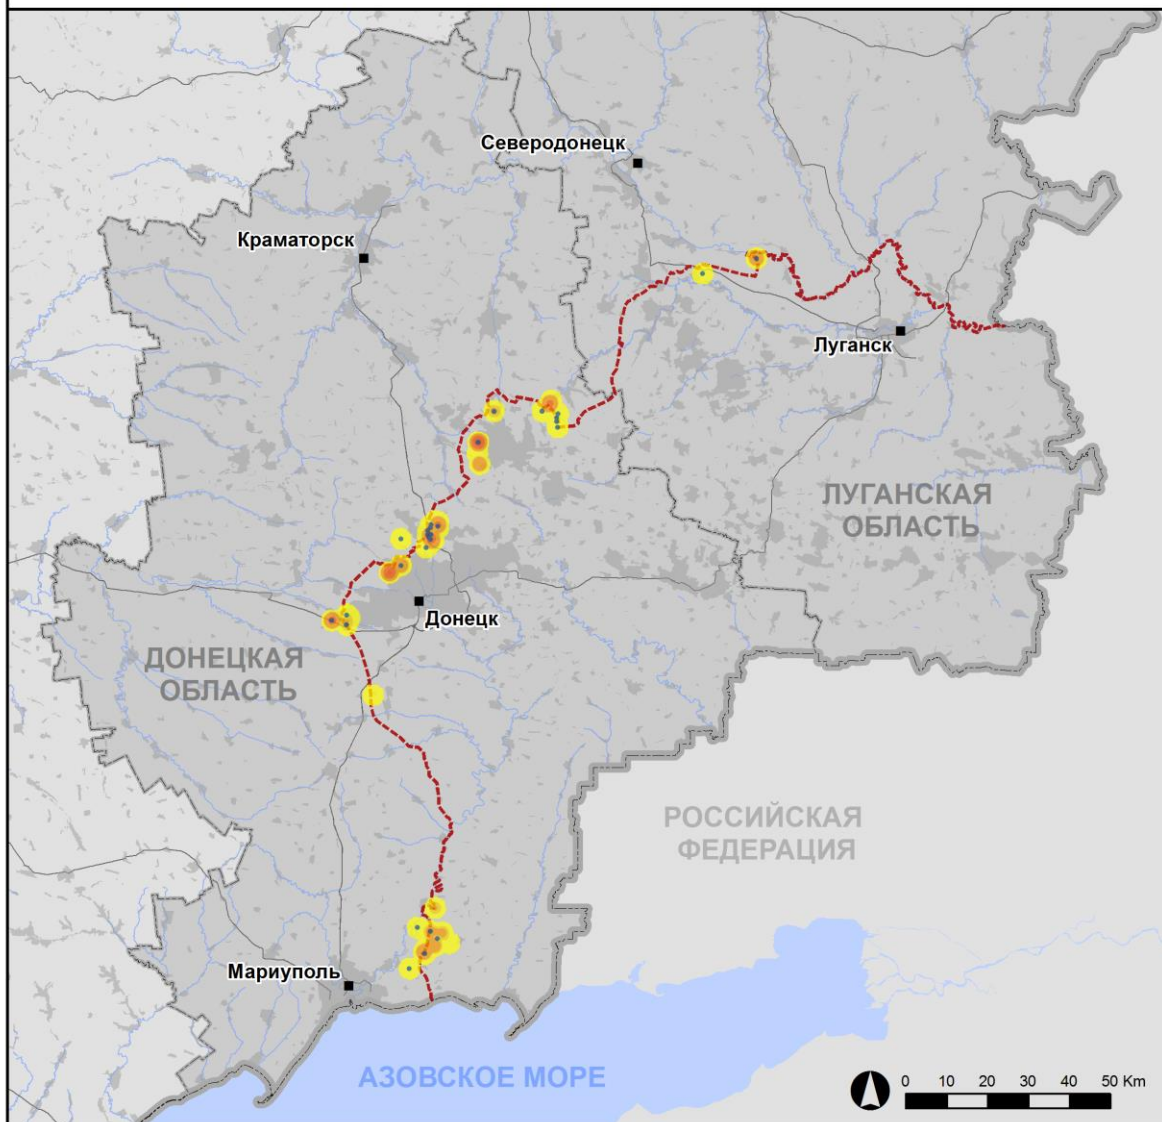 Северодонецк
Краматорск
Луганск
ЛУГАНСКАЯ
ОБЛАСТЬ
Донецк
ДОНЕЦКАЯ
ОБЛАСТЬ
РОССИЙСКАЯ
ФЕДЕРАЦИЯ
Мариуполь
АЗОВСКОЕ МОРЕ
0 10 20 30 40 50 Km